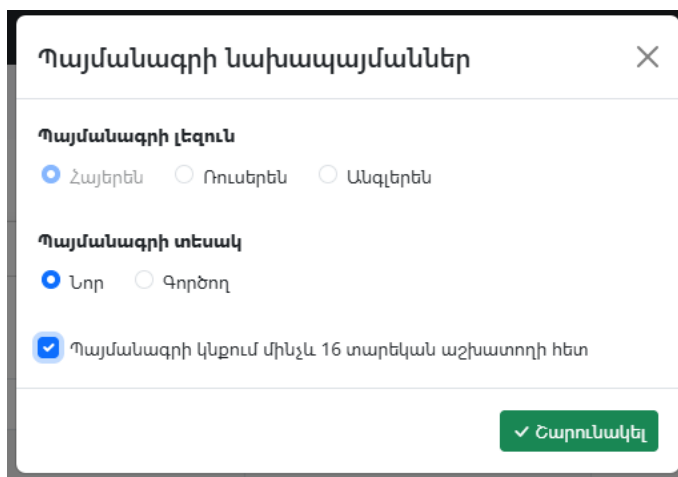 Պայմանագրի նախապայմաններ
Պայմանագրի լեզուն
Հայերեն Ռուսերեն Անգլերեն
Պայմանագրի տեսակ
Նոր Գործող
Պայմանագրի կնքում մինչև 16 տարեկան աշխատողի հետ
Շարունակել